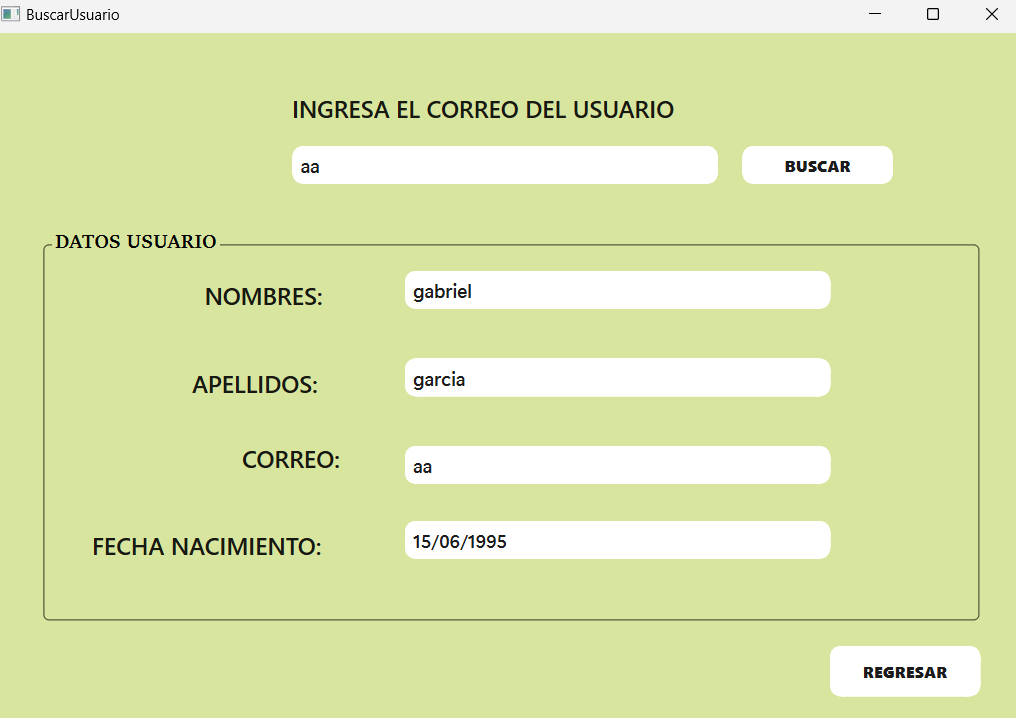 BuscarUsuario
INGRESA EL CORREO DEL USUARIO
aa BUSCAR
DATOS USUARIO
NOMBRES: gabriel
APELLIDOS: garcia
CORREO: aa
FECHA NACIMIENTO: 15/06/1995
REGRESAR